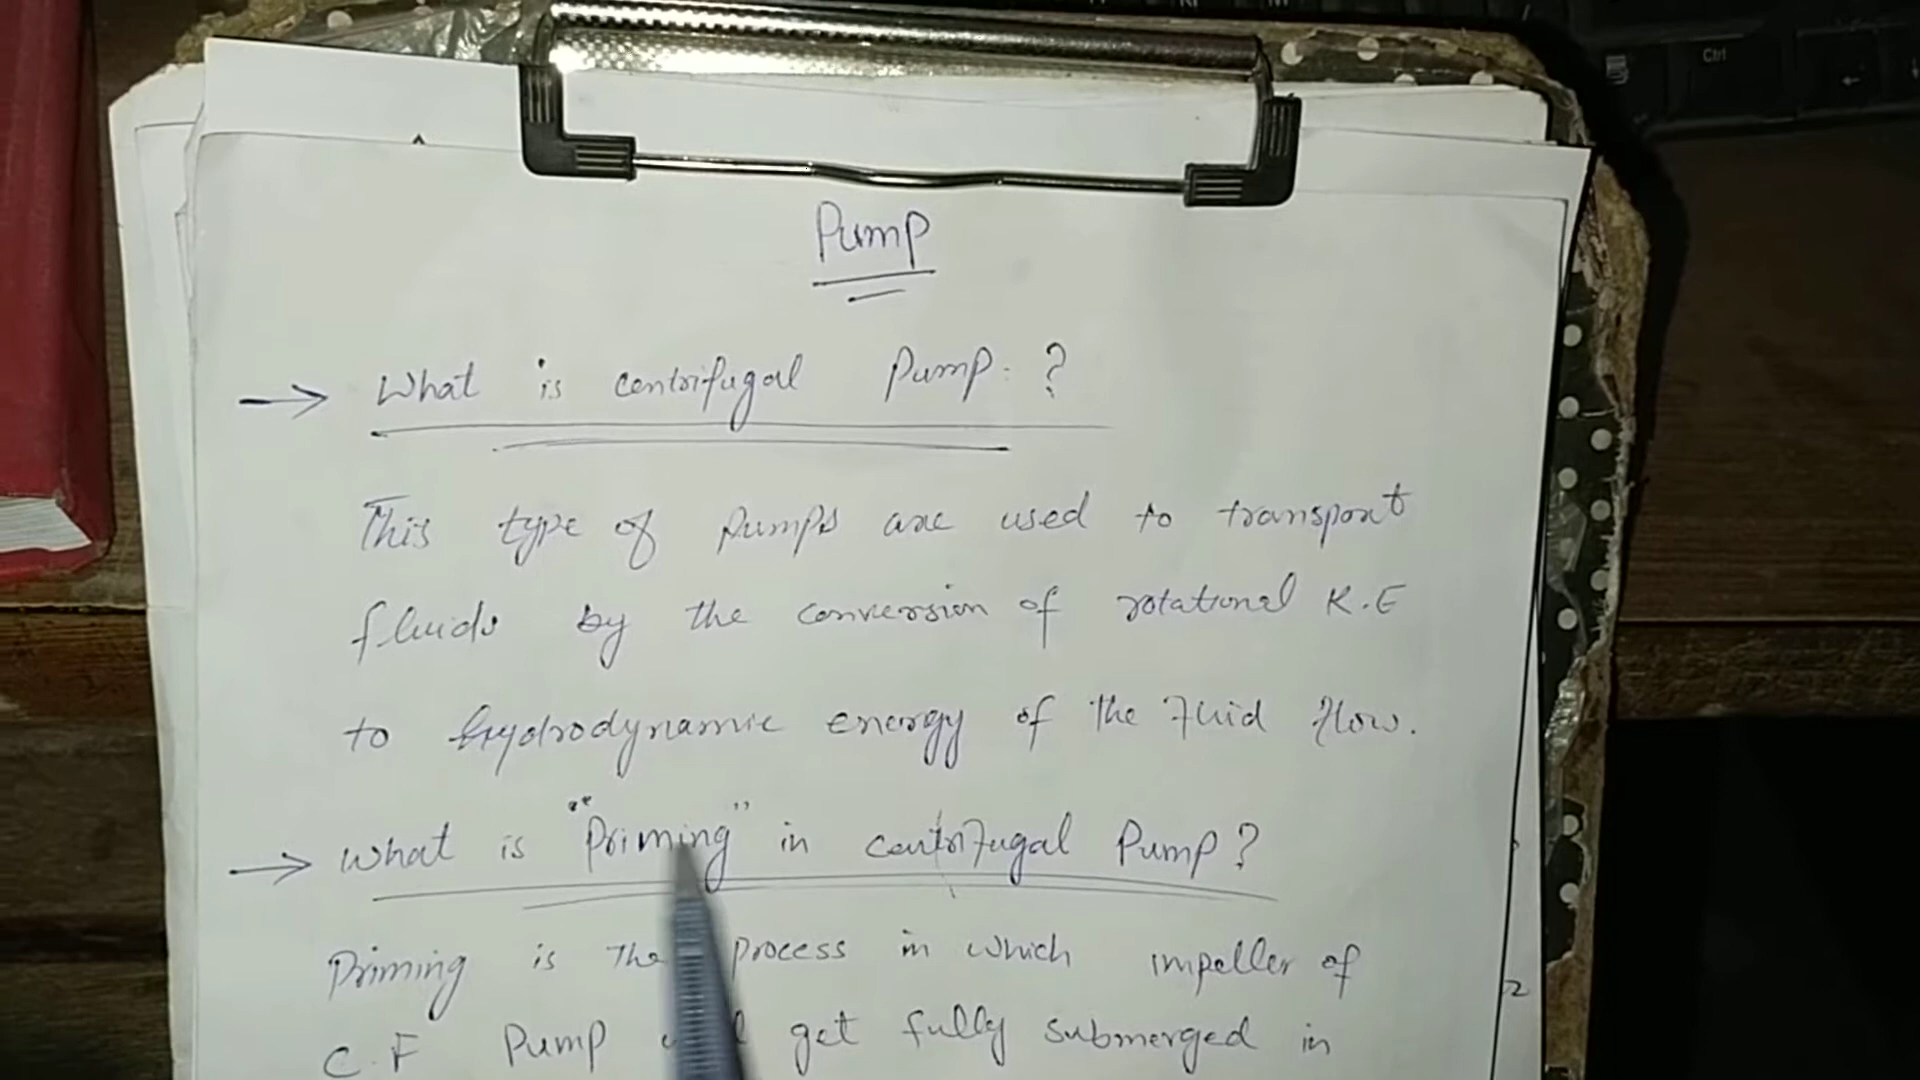 Ctrl
Pump
What is centrifugal Pump. ?
This type of Pumps are used to transport
fluids by the conversion of rotational K.E
to hydrodynamic energy of the fluid flow.
What is "Priming" in centrifugal Pump?
Priming is the process in which impeller of
C.F Pump get fully submerged in
2